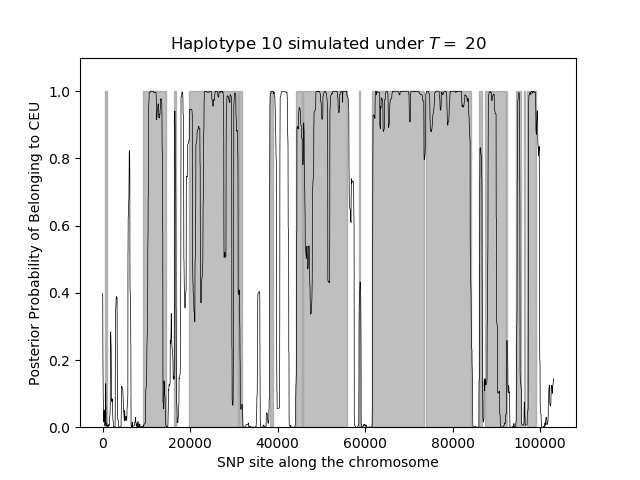 Haplotype 10 simulated under T = 20
Posterior Probability of Belonging to CEU
1.0
0.8
0.6
0.4
0.2
0.0
0 20000 40000 60000 80000 100000
SNP site along the chromosome